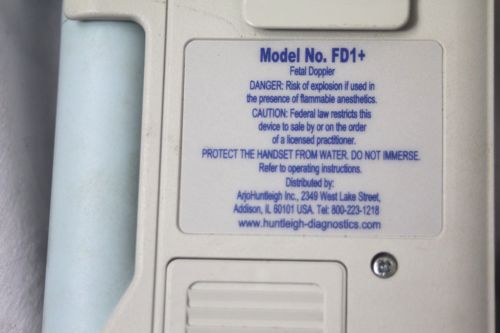 Model No. FD1+
Fetal Doppler
DANGER: Risk of explosion if used in
the presence of flammable anesthetics.
CAUTION: Federal law restricts this
device to sale by or on the order
of a licensed practitioner.
PROTECT THE HANDSET FROM WATER. DO NOT IMMERSE.
Refer to operating instructions.
Distributed by:
ArjoHuntleigh Inc., 2349 West Lake Street,
Addison, IL 60101 USA. Tel: 800-223-1218
www.huntleigh-diagnostics.com